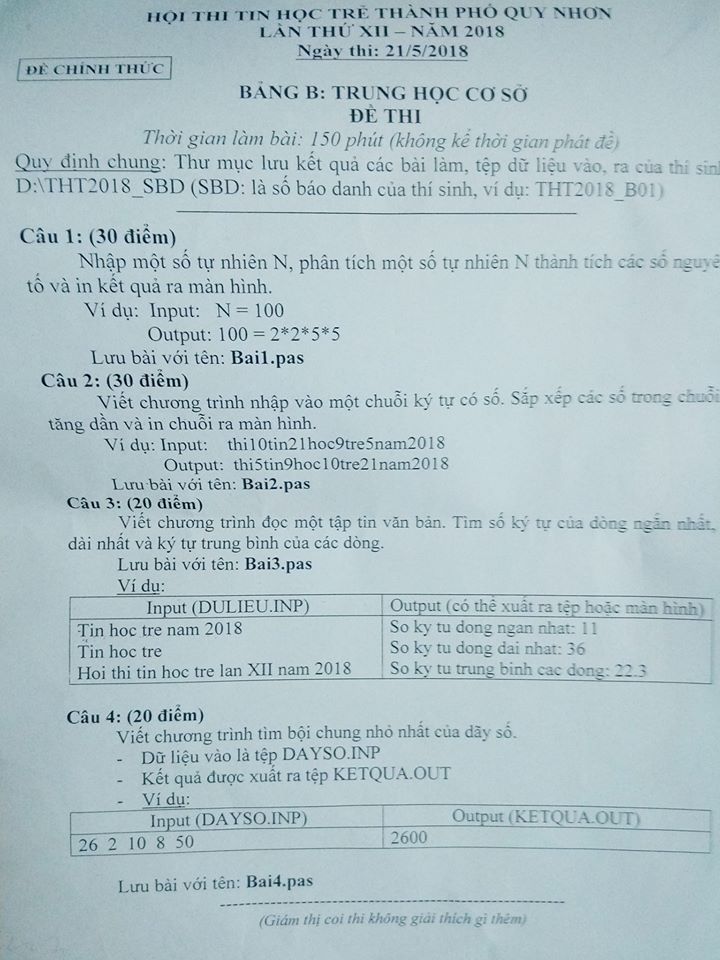 HỘI THI TIN HỌC TRẺ THÀNH PHỐ QUY NHƠN
LẦN THỨ XII – NĂM 2018
Ngày thi: 21/5/2018
ĐỀ CHÍNH THỨC
BẢNG B: TRUNG HỌC CƠ SỞ
ĐỀ THI
Thời gian làm bài: 150 phút (không kể thời gian phát đề)
Quy định chung: Thư mục lưu kết quả các bài làm, tệp dữ liệu vào, ra của thí sinh
D:\THT2018_SBD (SBD: là số báo danh của thí sinh, ví dụ: THT2018_B01)
Câu 1: (30 điểm)
Nhập một số tự nhiên N, phân tích một số tự nhiên N thành tích các số nguyê
tố và in kết quả ra màn hình.
Ví dụ: Input: N = 100
Output: 100 = 2*2*5*5
Lưu bài với tên: Bai1.pas
Câu 2: (30 điểm)
Viết chương trình nhập vào một chuỗi ký tự có số. Sắp xếp các số trong chuỗi
tăng dần và in chuỗi ra màn hình.
Ví dụ: Input: thi10tin21hoc9tre5nam2018
Output: thi5tin9hoc10tre21nam2018
Lưu bài với tên: Bai2.pas
Câu 3: (20 điểm)
Viết chương trình đọc một tập tin văn bản. Tìm số ký tự của dòng ngắn nhất,
dài nhất và ký tự trung bình của các dòng.
Lưu bài với tên: Bai3.pas
Ví dụ:
Input (DULIEU.INP) Output (có thể xuất ra tệp hoặc màn hình)
Tin hoc tre nam 2018 So ky tu dong ngan nhat: 11
Tin hoc tre So ky tu dong dai nhat: 36
Hoi thi tin hoc tre lan XII nam 2018 So ky tu trung binh cac dong: 22.3
Câu 4: (20 điểm)
Viết chương trình tìm bội chung nhỏ nhất của dãy số.
- Dữ liệu vào là tệp DAYSO.INP
- Kết quả được xuất ra tệp KETQUA.OUT
- Ví dụ:
Input (DAYSO.INP) Output (KETQUA.OUT)
26 2 10 8 50 2600
Lưu bài với tên: Bai4.pas
(Giám thị coi thi không giải thích gì thêm)